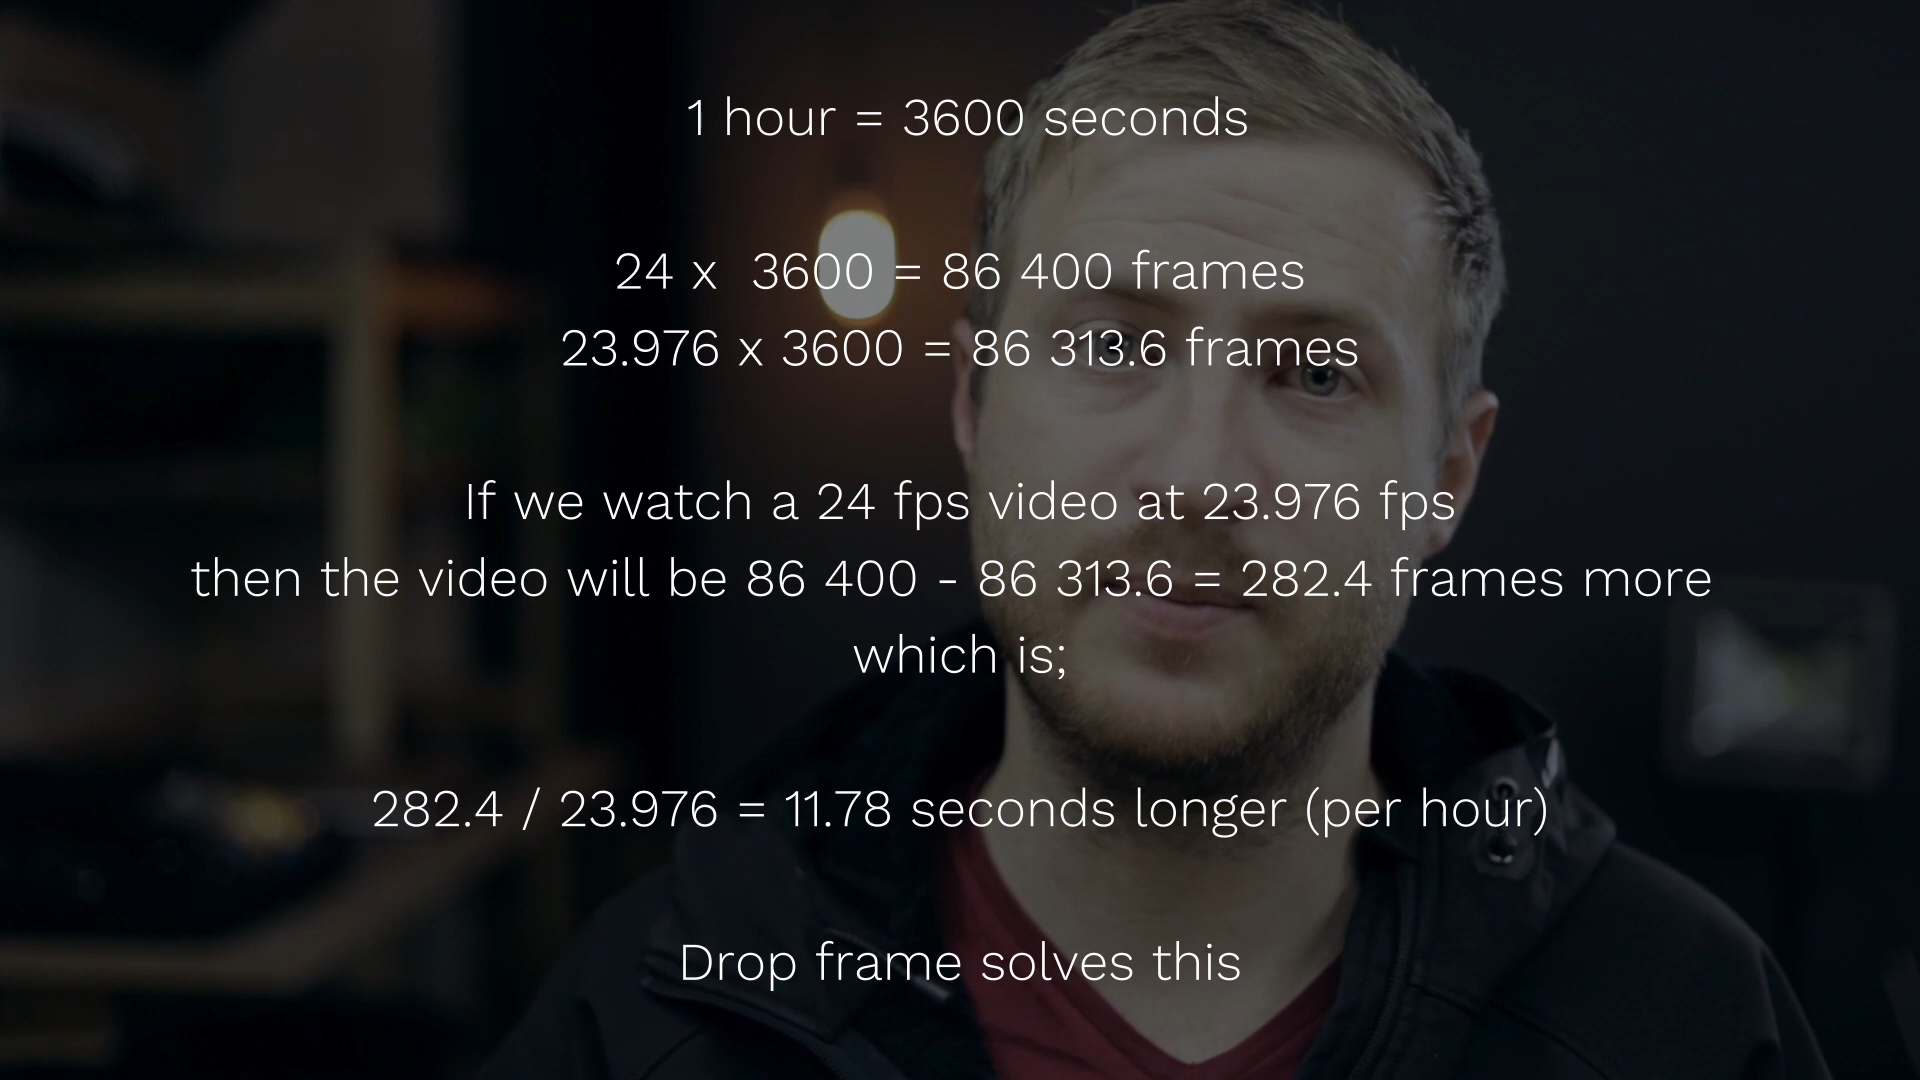 1 hour = 3600 seconds
24 x  3600 = 86 400 frames
23.976 x 3600 = 86 313.6 frames
If we watch a 24 fps video at 23.976 fps
then the video will be 86 400 - 86 313.6 = 282.4 frames more
which is;
282.4 / 23.976 = 11.78 seconds longer (per hour)
Drop frame solves this